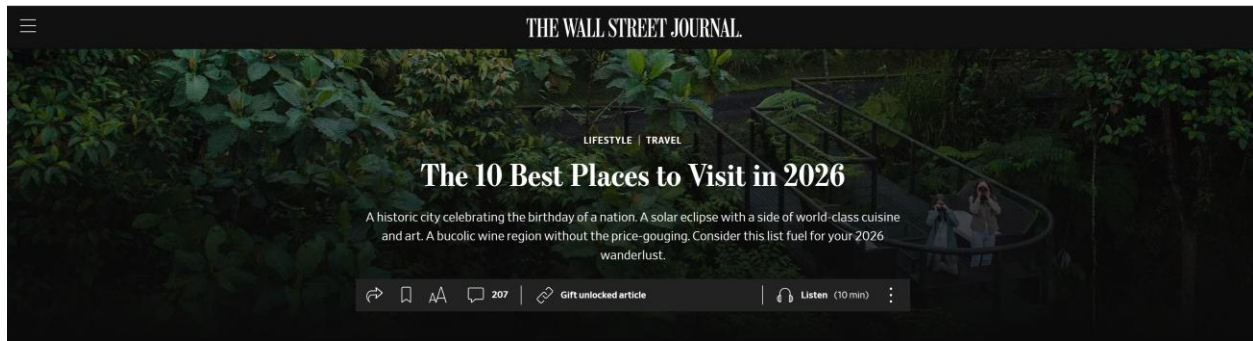 THE WALL STREET JOURNAL.
LIFESTYLE | TRAVEL
The 10 Best Places to Visit in 2026
A historic city celebrating the birthday of a nation. A solar eclipse with a side of world-class cuisine
and art. A bucolic wine region without the price-gouging. Consider this list fuel for your 2026
wanderlust.
AA 207 | Gift unlocked article | Listen (10 min)